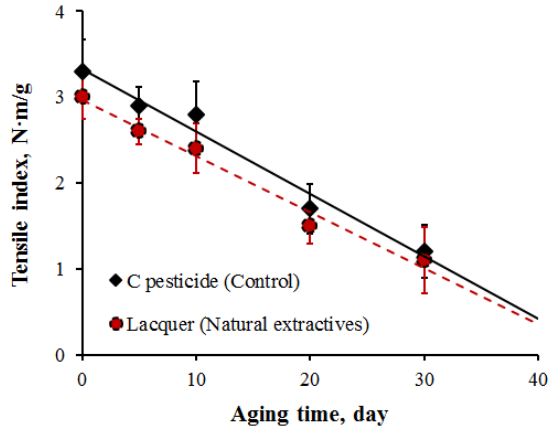 4
3
2
1
0
Tensile index, N·m/g
C pesticide (Control)
Lacquer (Natural extractives)
0 10 20 30 40
Aging time, day